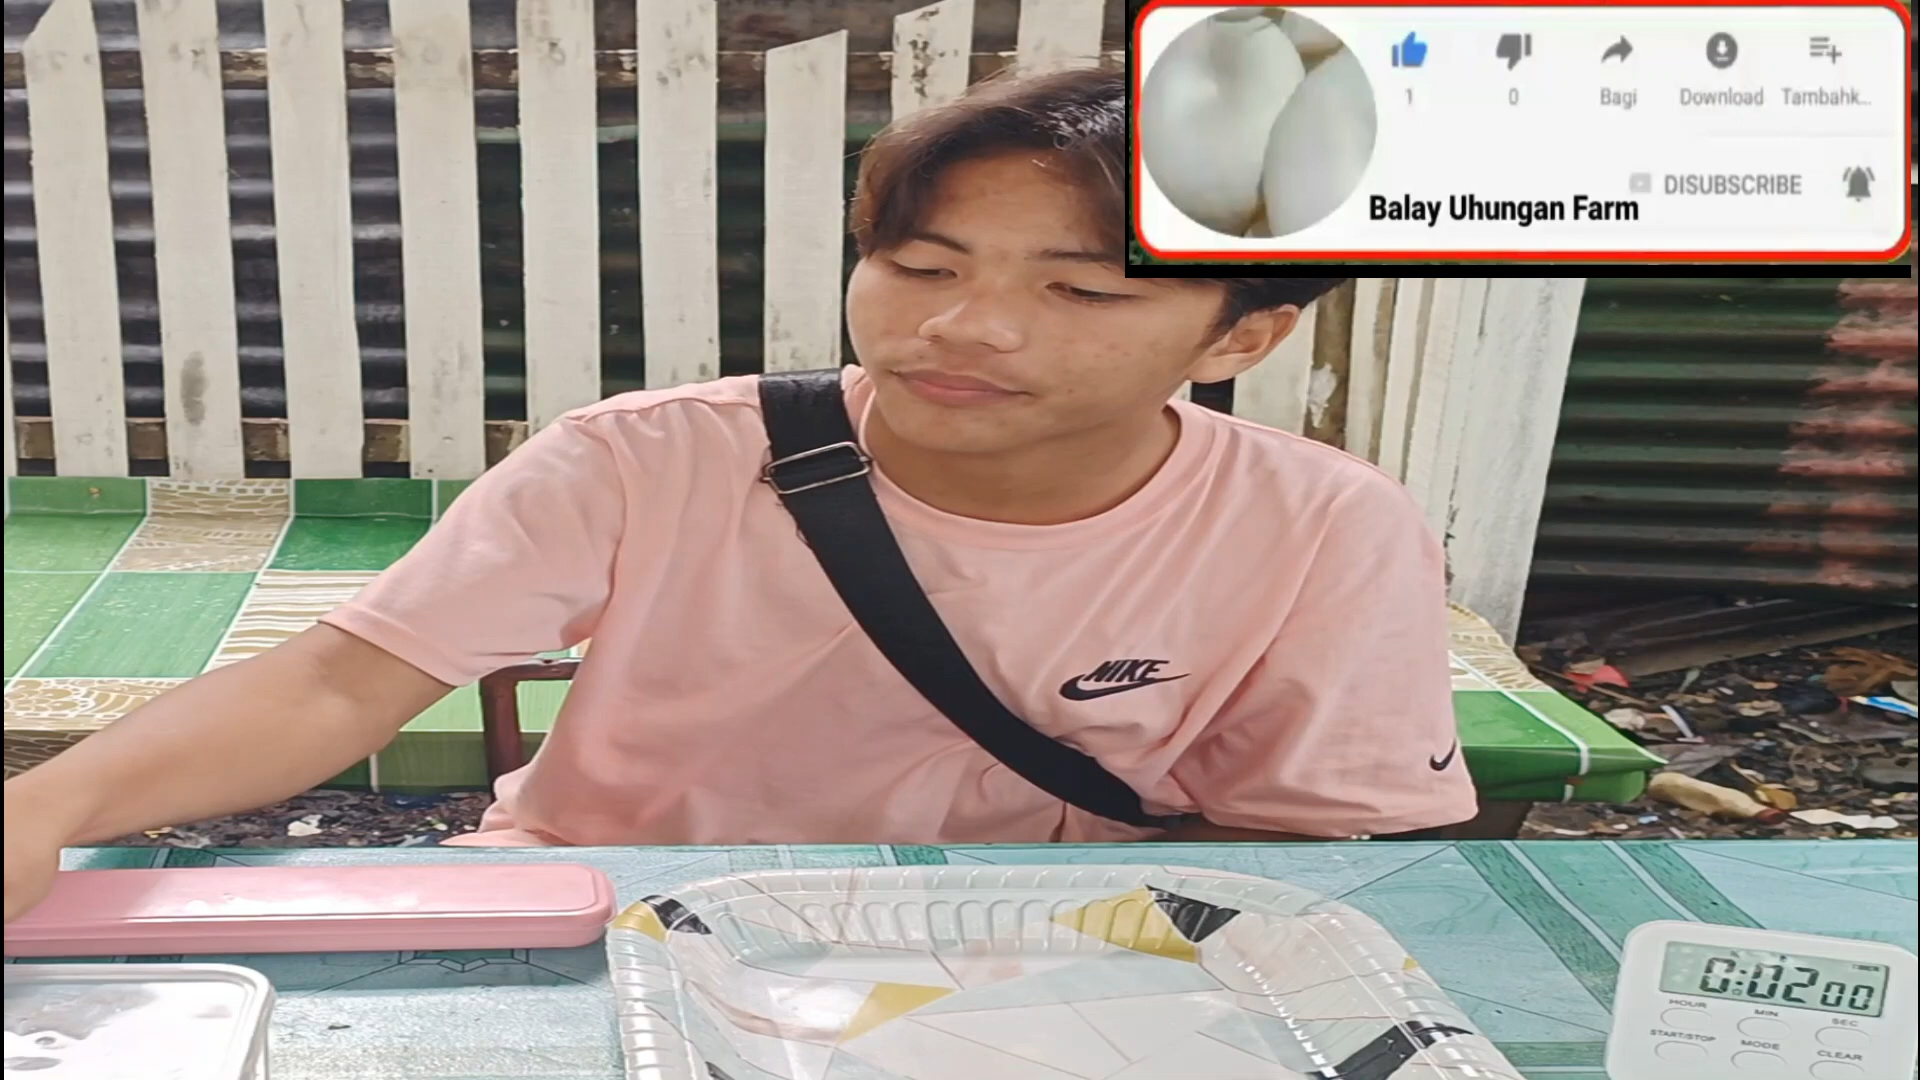 1 0 Bagi Download Tambahk...
DISUBSCRIBE
Balay Uhungan Farm
NIKE
0:02 00
TIMER
HOUR MIN SEC
START/STOP MODE CLEAR